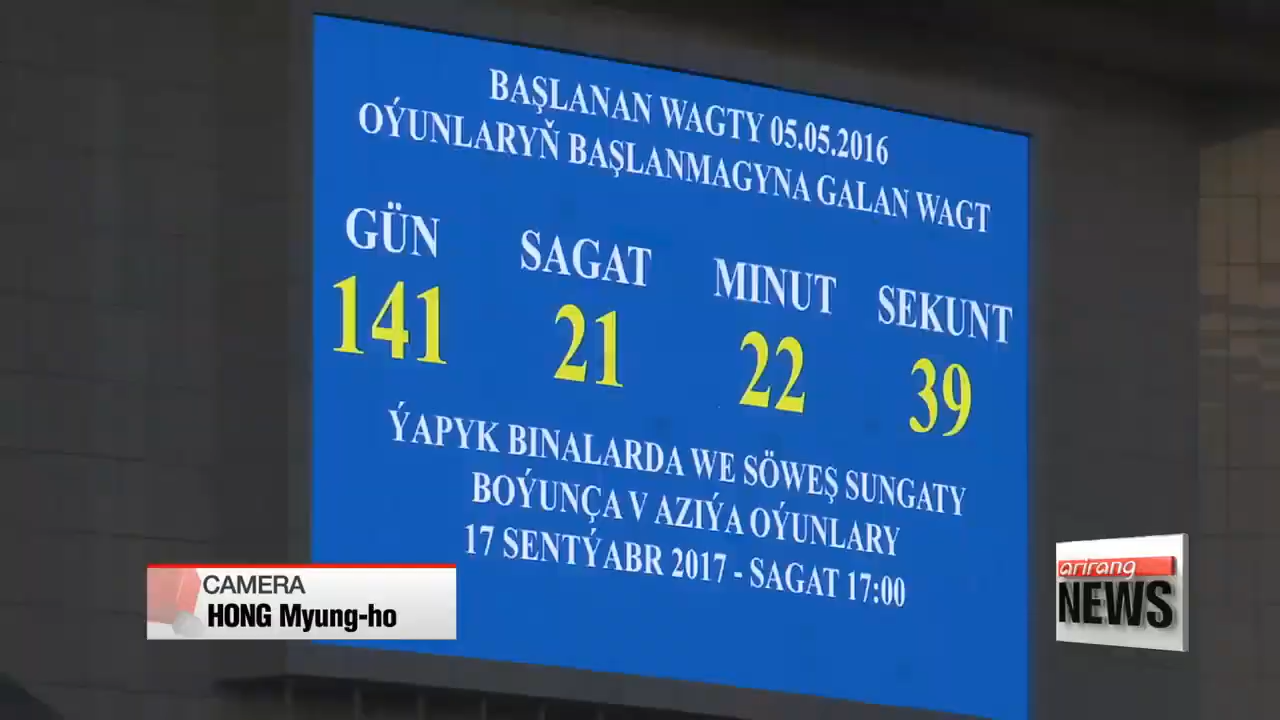 BAŞLANAN WAGTY 05.05.2016
OÝUNLARYŇ BAŞLANMAGYNA GALAN WAGT
GÜN SAGAT MINUT SEKUNT
141 21 22 39
ÝAPYK BINALARDA WE SÖWEŞ SUNGATY
BOÝUNÇA V AZIÝA OÝUNLARY
17 SENTÝABR 2017 - SAGAT 17:00
CAMERA
HONG Myung-ho
arirang
NEWS